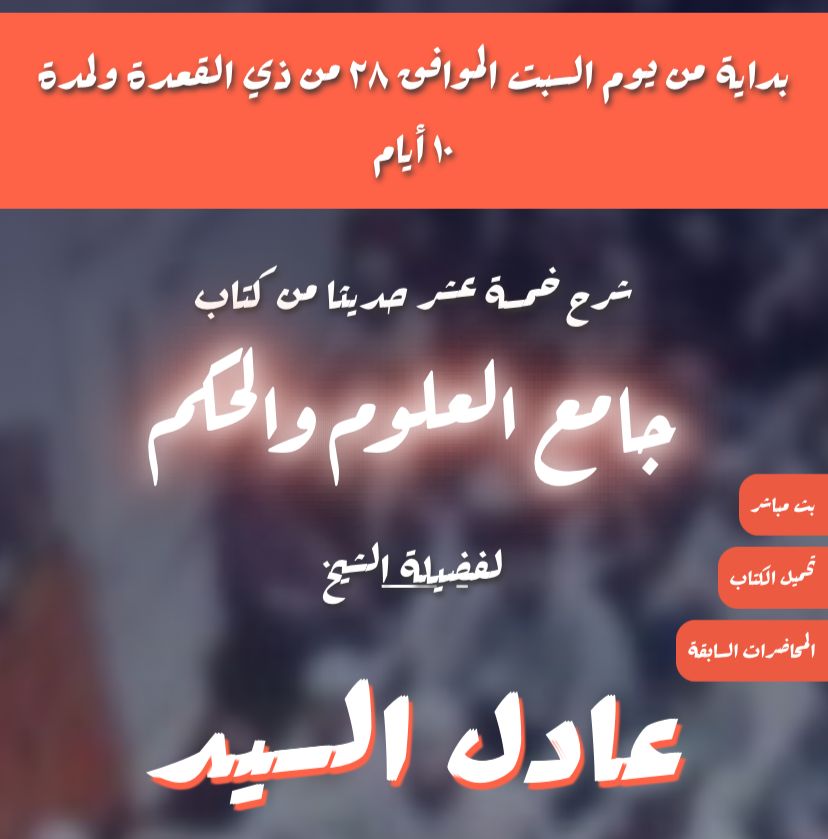 بداية من يوم السبت الموافق ٢٨ من ذي القعدة ولمدة
١٠ أيام
شرح خمسة عشر حديثا من كتاب
جامع العلوم والحكم
بث مباشر
لفضيلة الشيخ
تحميل الكتاب
المحاضرات السابقة
عادل السيد